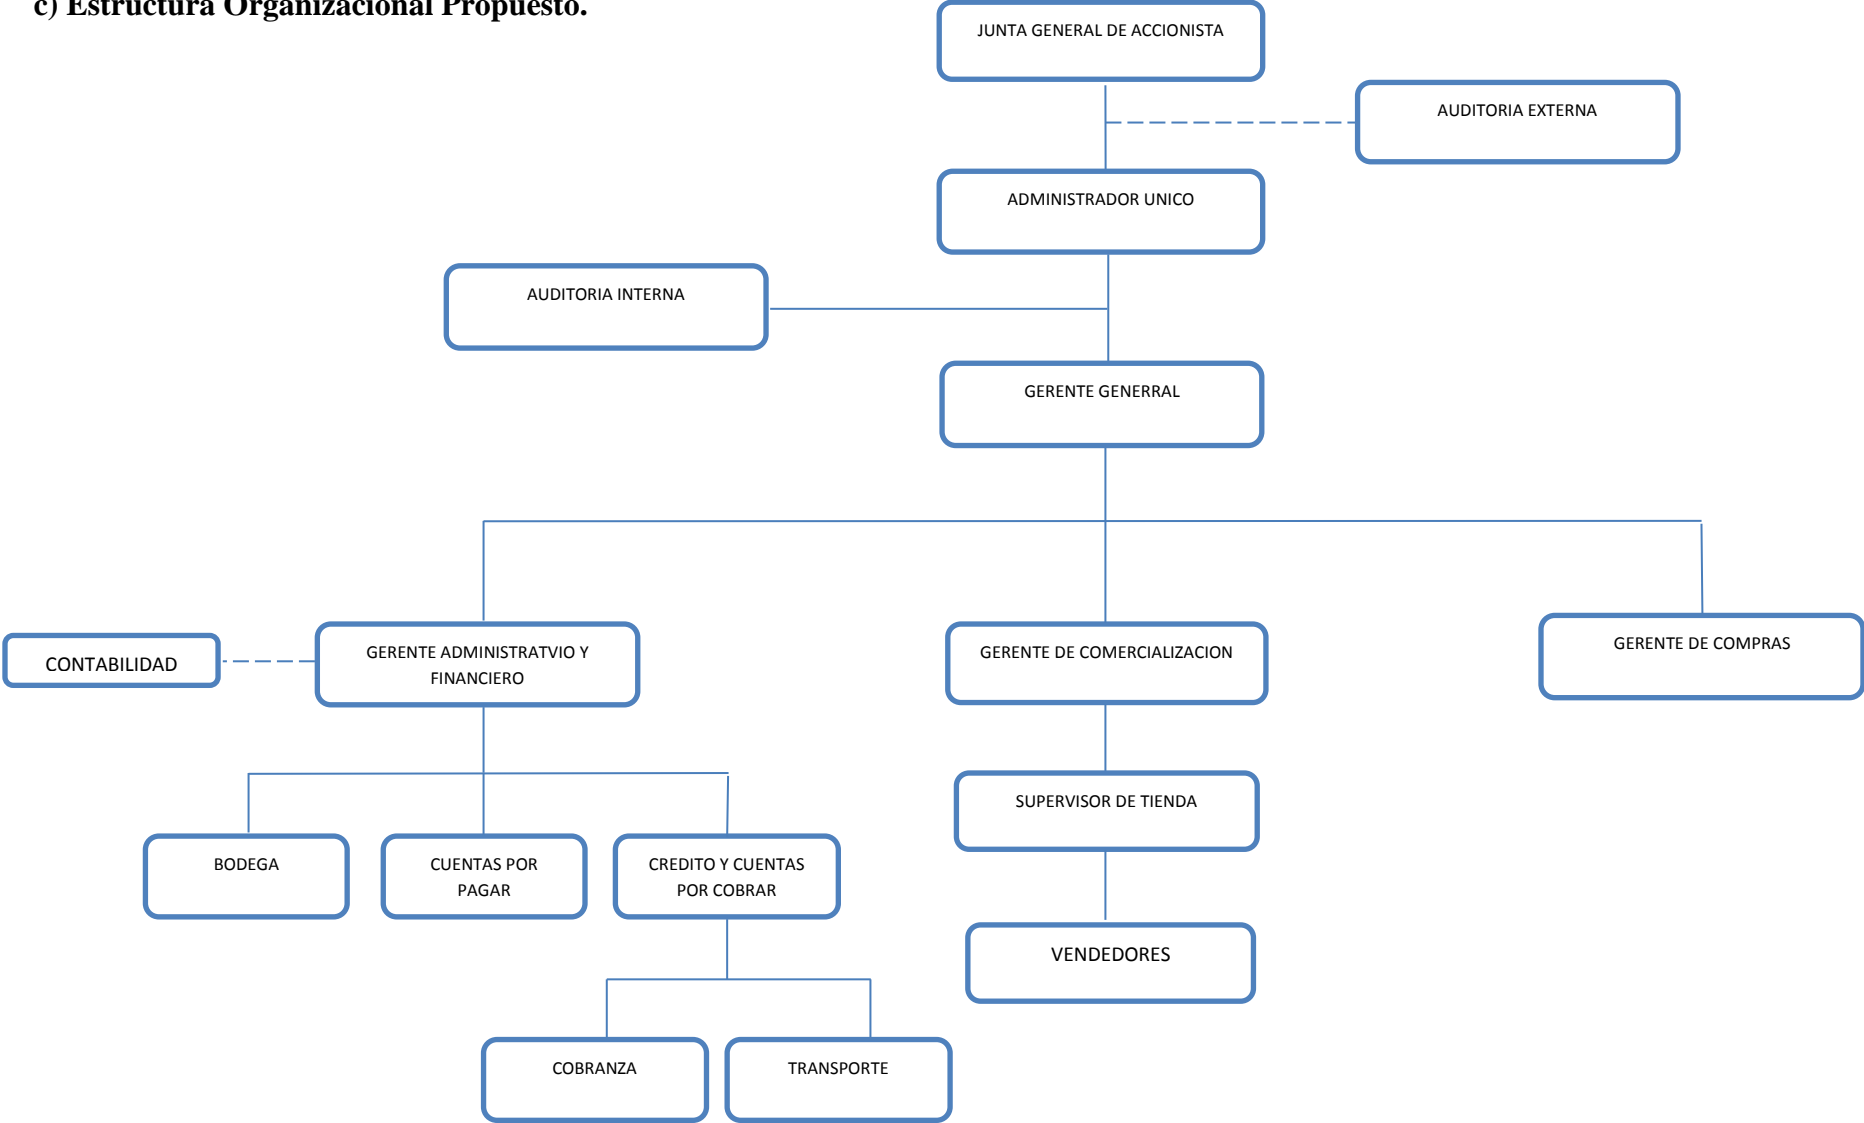 c) Estructura Organizacional Propuesto.
JUNTA GENERAL DE ACCIONISTA
AUDITORIA EXTERNA
ADMINISTRADOR UNICO
AUDITORIA INTERNA
GERENTE GENERRAL
CONTABILIDAD
GERENTE ADMINISTRATVIO Y
FINANCIERO
GERENTE DE COMERCIALIZACION
GERENTE DE COMPRAS
SUPERVISOR DE TIENDA
BODEGA
CUENTAS POR
PAGAR
CREDITO Y CUENTAS
POR COBRAR
VENDEDORES
COBRANZA
TRANSPORTE